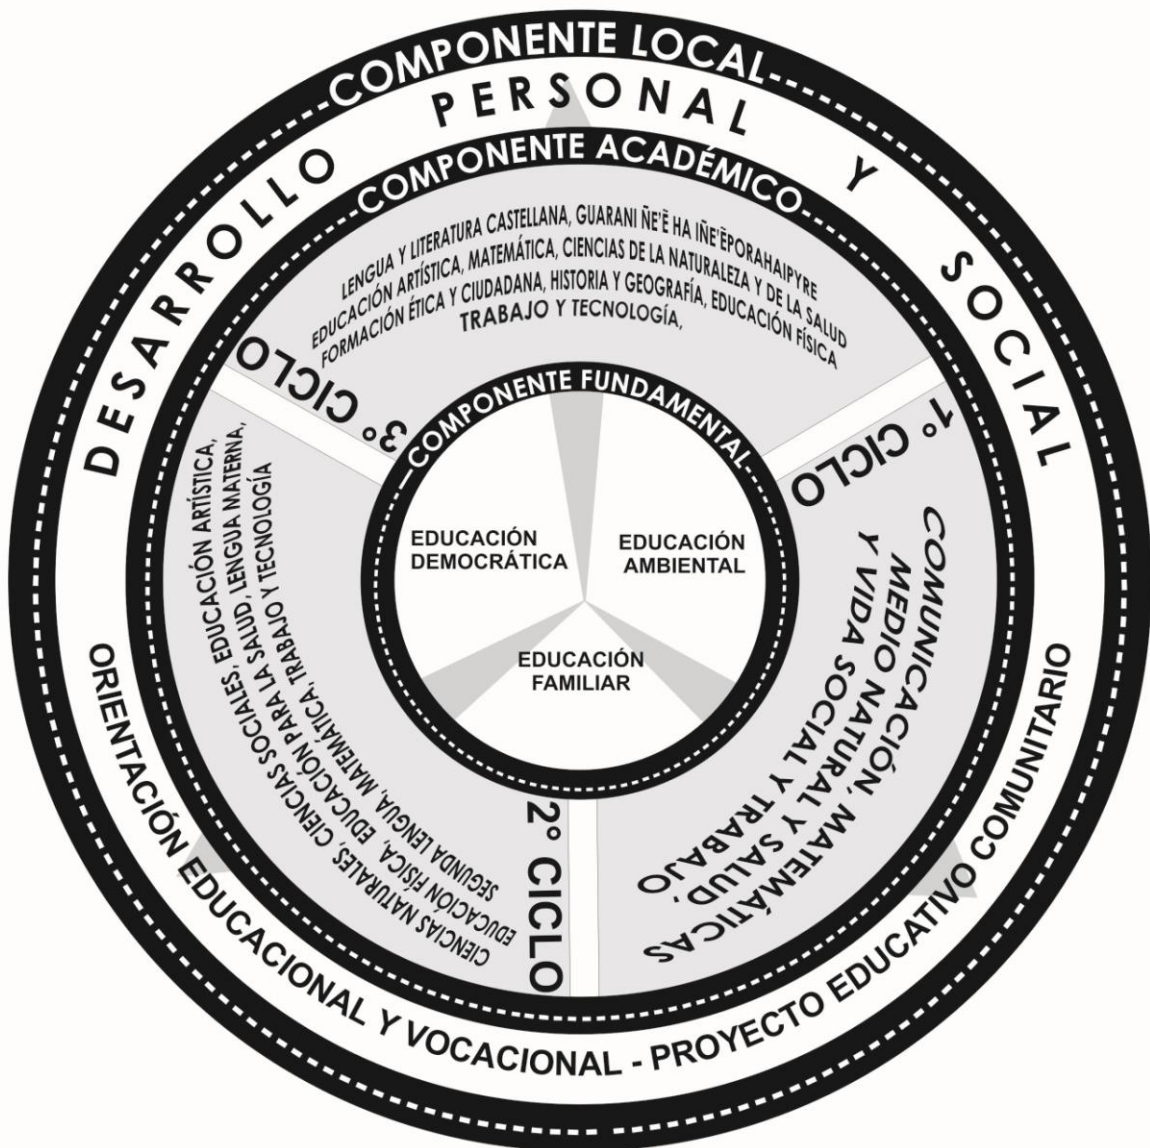 COMPONENTE LOCAL
DESARROLLO PERSONAL Y SOCIAL
COMPONENTE ACADÉMICO
LENGUA Y LITERATURA CASTELLANA, GUARANI ÑE'Ẽ HA IÑE'ẼPORAHAIPYRE
EDUCACIÓN ARTÍSTICA, MATEMÁTICA, CIENCIAS DE LA NATURALEZA Y DE LA SALUD
FORMACIÓN ÉTICA Y CIUDADANA, HISTORIA Y GEOGRAFÍA, EDUCACIÓN FÍSICA
TRABAJO Y TECNOLOGÍA,
3° CICLO
1° CICLO
COMUNICACIÓN, MATEMÁTICAS
MEDIO NATURAL Y SALUD,
Y VIDA SOCIAL Y TRABAJO
2° CICLO
CIENCIAS NATURALES, CIENCIAS SOCIALES, EDUCACIÓN ARTÍSTICA,
EDUCACIÓN FÍSICA, EDUCACIÓN PARA LA SALUD, LENGUA MATERNA,
SEGUNDA LENGUA, MATEMÁTICA, TRABAJO Y TECNOLOGÍA
COMPONENTE FUNDAMENTAL
EDUCACIÓN
DEMOCRÁTICA
EDUCACIÓN
AMBIENTAL
EDUCACIÓN
FAMILIAR
ORIENTACIÓN EDUCACIONAL Y VOCACIONAL - PROYECTO EDUCATIVO COMUNITARIO